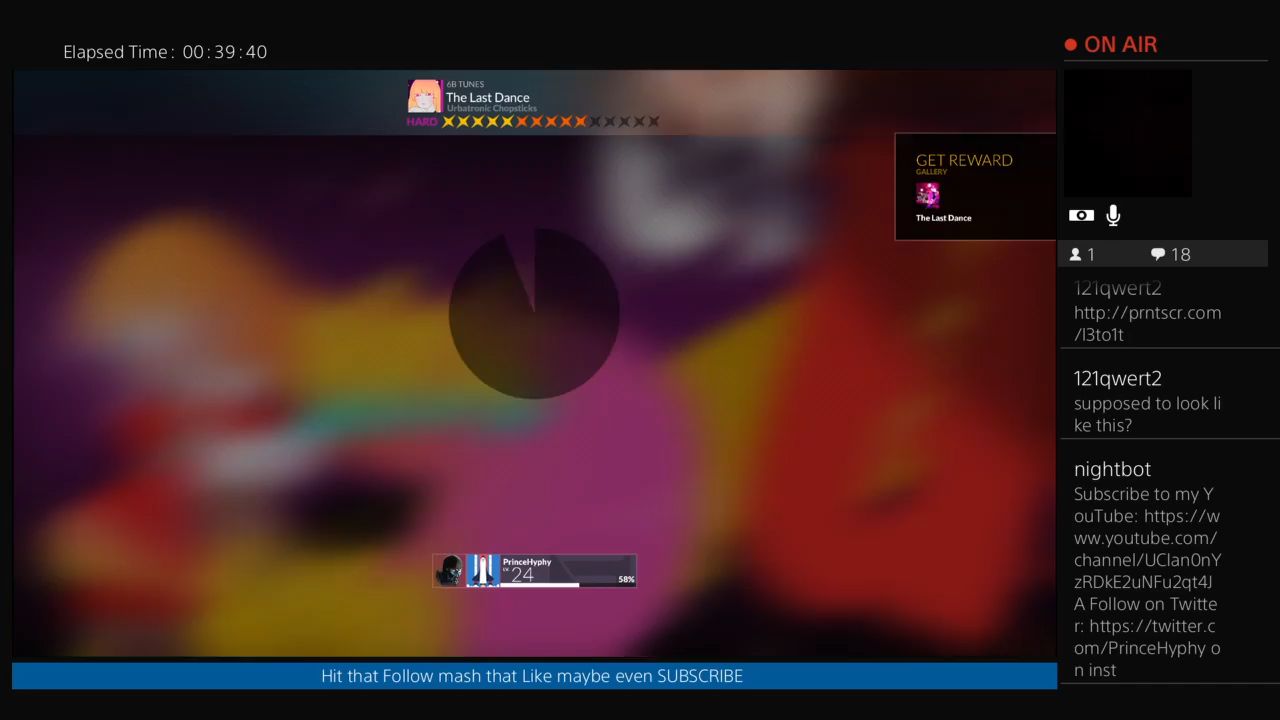 Elapsed Time: 00:39:40
ON AIR
6B TUNES
The Last Dance
Urbatronic Chopsticks
HARD
GET REWARD
GALLERY
The Last Dance
1
18
121qwert2
http://prntscr.com
/l3to1t
121qwert2
supposed to look li
ke this?
nightbot
Subscribe to my Y
ouTube: https://w
ww.youtube.com/
channel/UClan0nY
zRDkE2uNFu2qt4J
A Follow on Twitte
r: https://twitter.c
om/PrinceHyphy o
n inst
PrinceHyphy
Lv. 24
58%
Hit that Follow mash that Like maybe even SUBSCRIBE